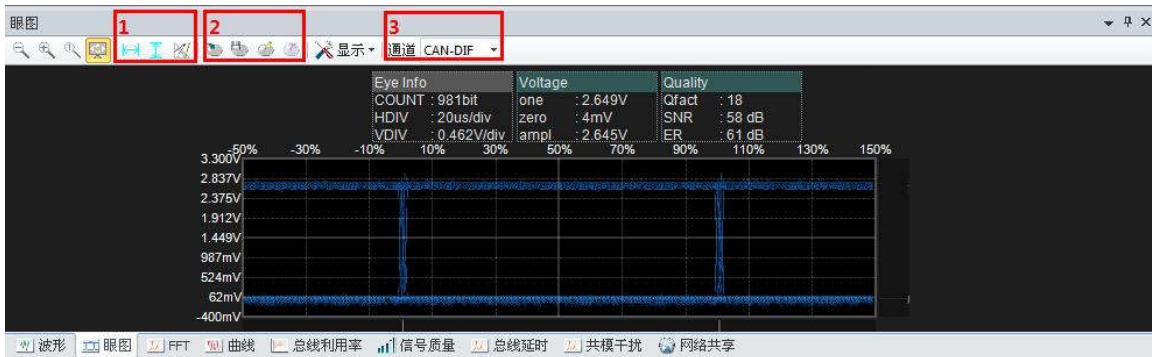 眼图
1
2
3
显示
通道 CAN-DIF
Eye Info
COUNT : 981bit
HDIV : 20us/div
VDIV : 0.462V/div
Voltage
one : 2.649V
zero : 4mV
ampl : 2.645V
Quality
Qfact : 18
SNR : 58 dB
ER : 61 dB
-50% -30% -10% 10% 30% 50% 70% 90% 110% 130% 150%
3.300V
2.837V
2.375V
1.912V
1.449V
987mV
524mV
62mV
-400mV
波形 眼图 FFT 曲线 总线利用率 信号质量 总线延时 共模干扰 网络共享